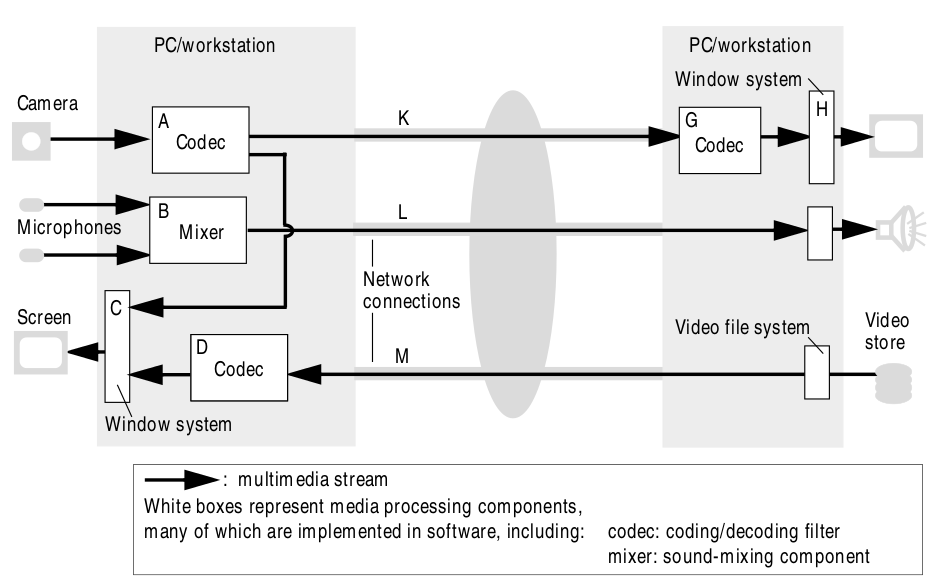 PC/workstation
PC/workstation
Window system
Camera
A
Codec
K
G
Codec
H
B
Mixer
L
Microphones
Network
connections
Screen
C
D
Codec
M
Video file system
Video
store
Window system
: multimedia stream
White boxes represent media processing components,
many of which are implemented in software, including:
codec: coding/decoding filter
mixer: sound-mixing component